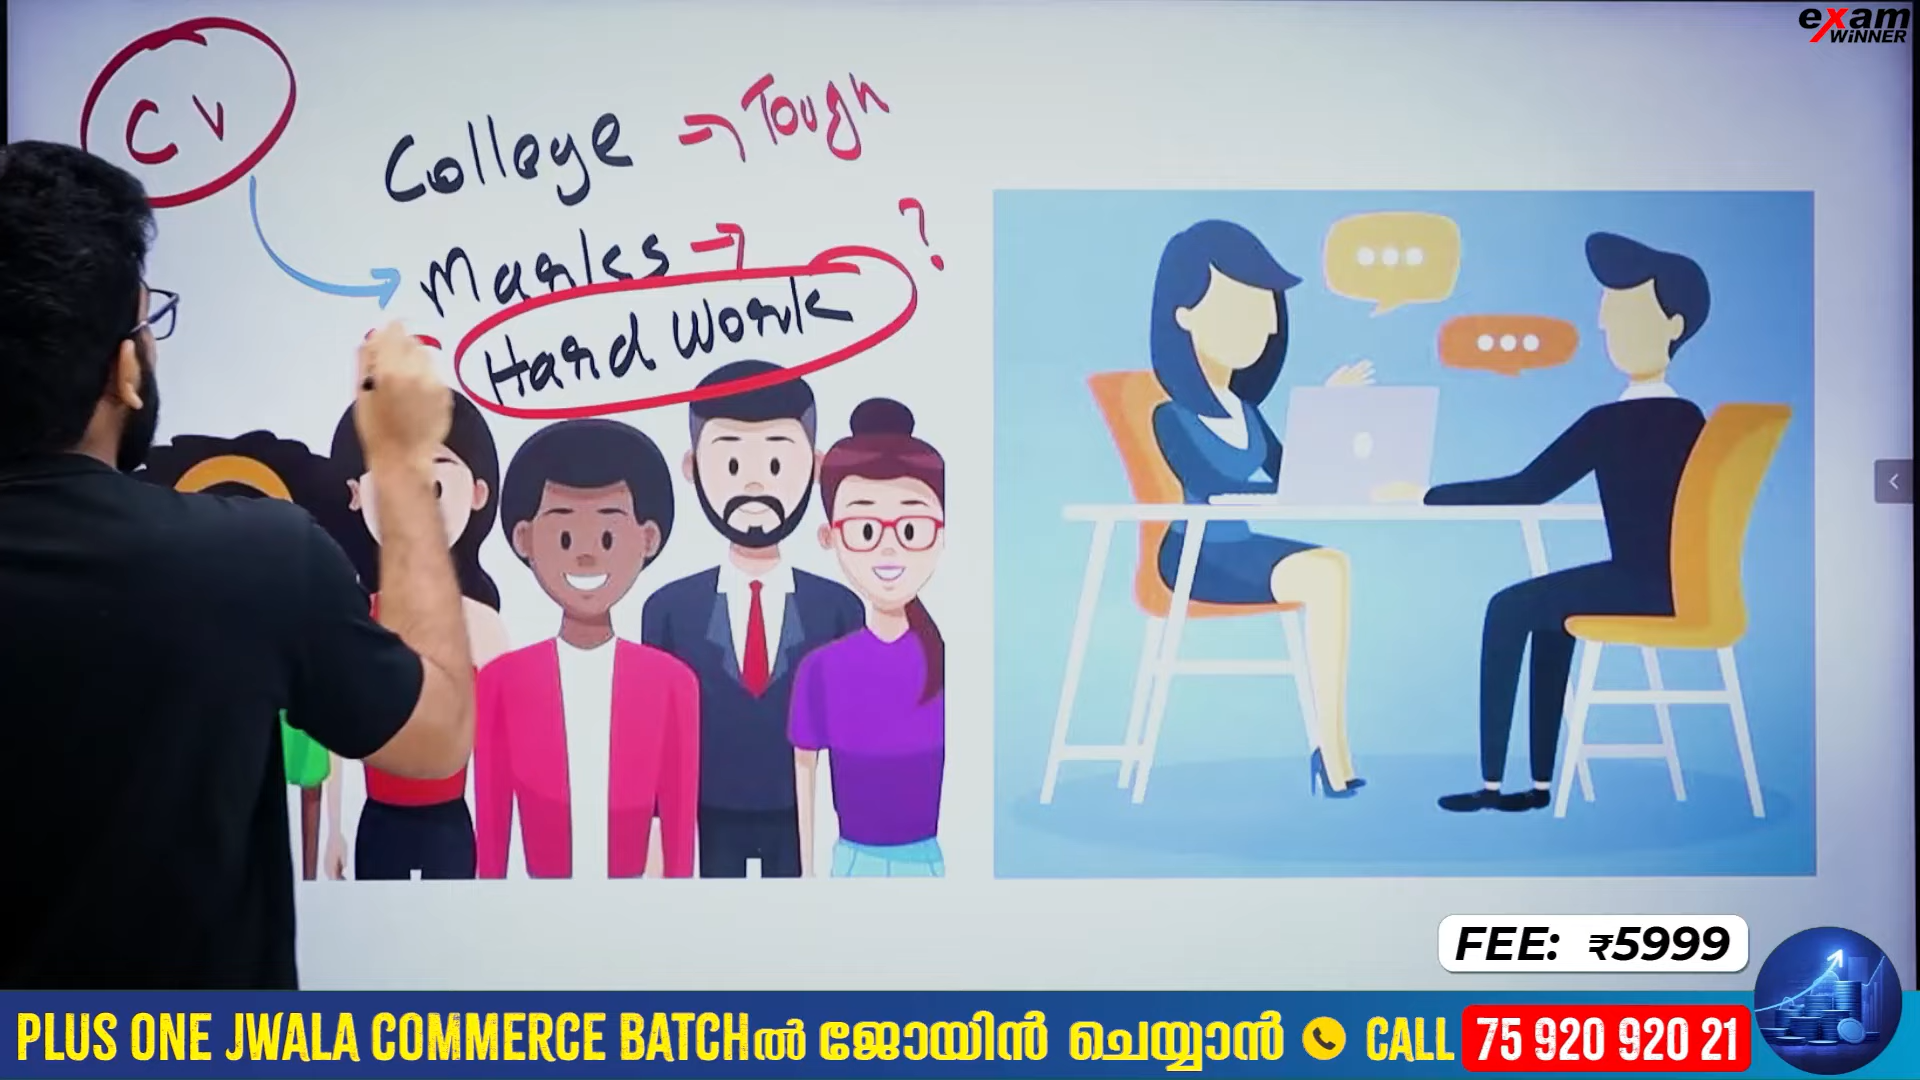 exam
WiNNER
CV
College → Tough
Marks → ?
Hard Work
FEE: ₹5999
PLUS ONE JWALA COMMERCE BATCHൽ ജോയിൻ ചെയ്യാൻ CALL 75 920 920 21